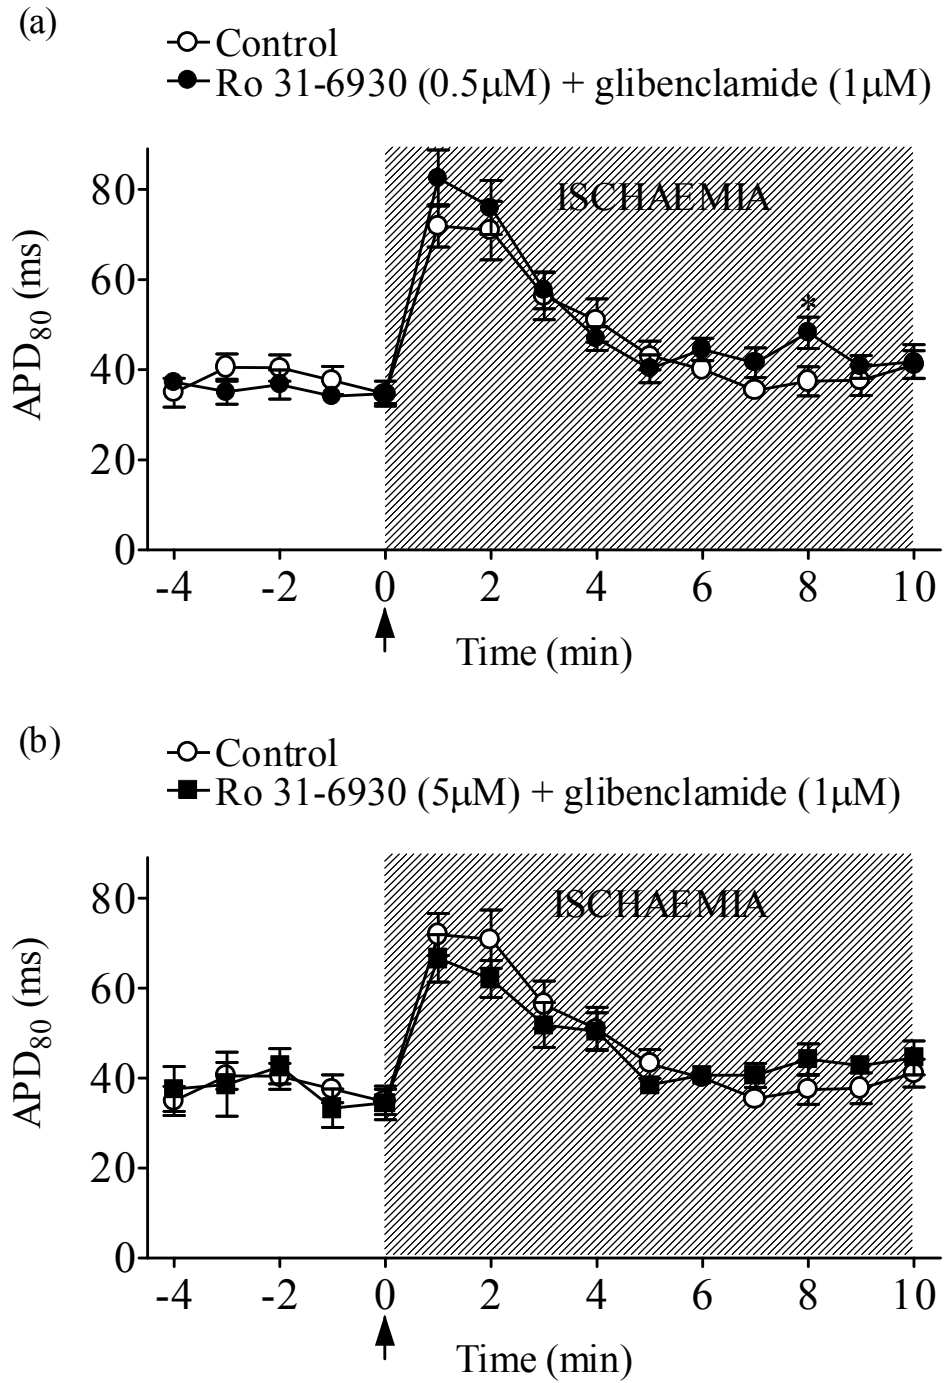 (a)
Control
Ro 31-6930 (0.5μM) + glibenclamide (1μM)
ISCHAEMIA
*
80
60
40
20
0
APD80 (ms)
-4 -2 0 2 4 6 8 10
Time (min)
(b)
Control
Ro 31-6930 (5μM) + glibenclamide (1μM)
ISCHAEMIA
80
60
40
20
0
APD80 (ms)
-4 -2 0 2 4 6 8 10
Time (min)